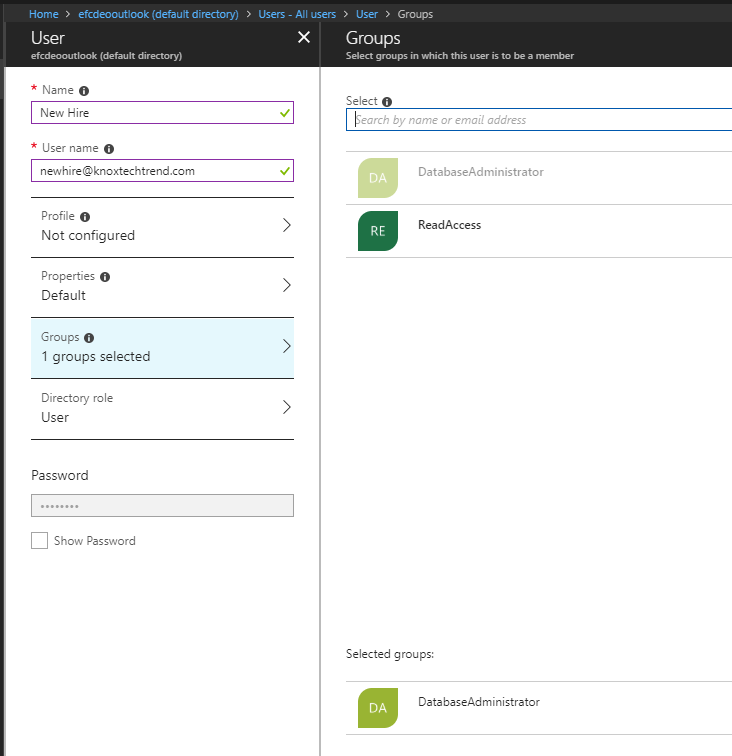 Home > efcdeooutlook (default directory) > Users - All users > User > Groups
User
efcdeooutlook (default directory)
* Name
New Hire
* User name
newhire@knoxtechtrend.com
Profile
Not configured
Properties
Default
Groups
1 groups selected
Directory role
User
Password
••••••••
Show Password
Groups
Select groups in which this user is to be a member
Select
Search by name or email address
DA DatabaseAdministrator
RE ReadAccess
Selected groups:
DA DatabaseAdministrator